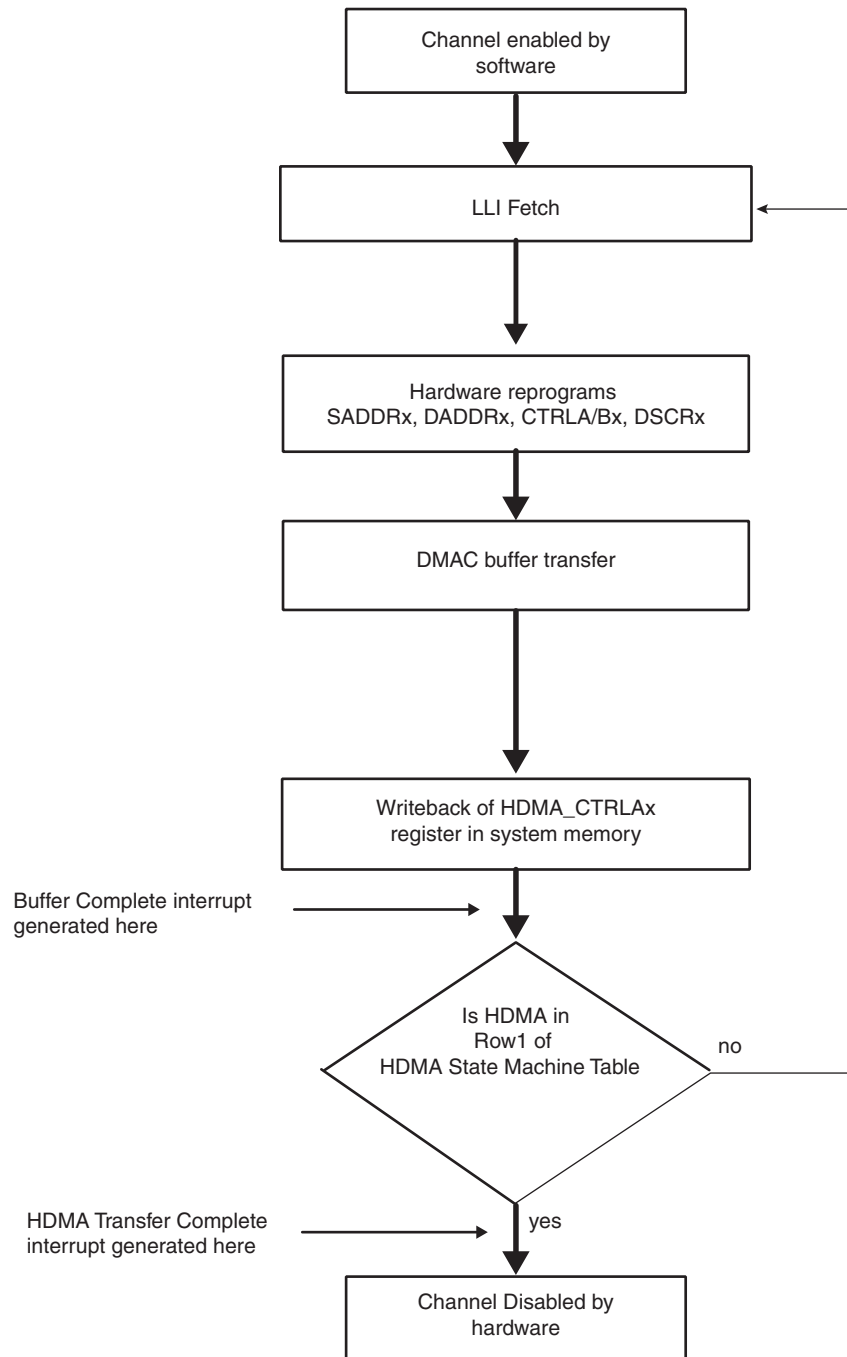 Channel enabled by
software
LLI Fetch
Hardware reprograms
SADDRx, DADDRx, CTRLA/Bx, DSCRx
DMAC buffer transfer
Writeback of HDMA_CTRLAx
register in system memory
Buffer Complete interrupt
generated here
Is HDMA in
Row1 of
HDMA State Machine Table
no
HDMA Transfer Complete
interrupt generated here
yes
Channel Disabled by
hardware